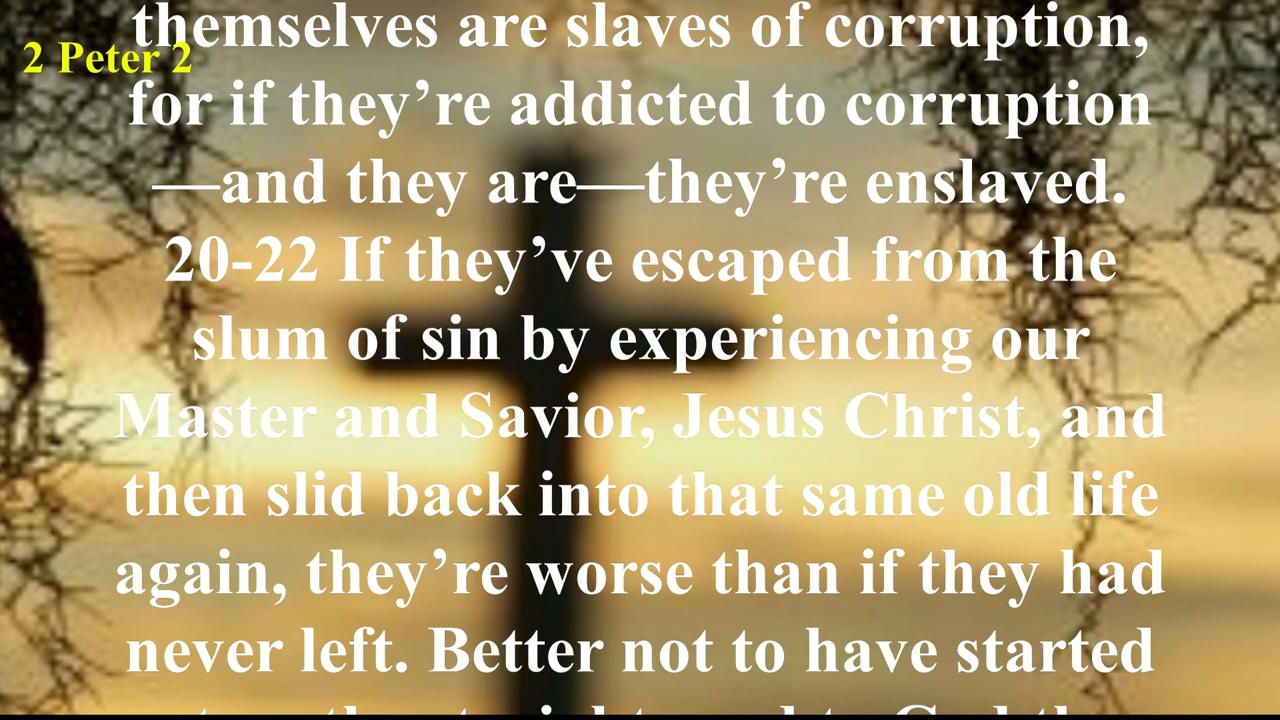 themselves are slaves of corruption,
2 Peter 2
for if they’re addicted to corruption
—and they are—they’re enslaved.
20-22 If they’ve escaped from the
slum of sin by experiencing our
Master and Savior, Jesus Christ, and
then slid back into that same old life
again, they’re worse than if they had
never left. Better not to have started